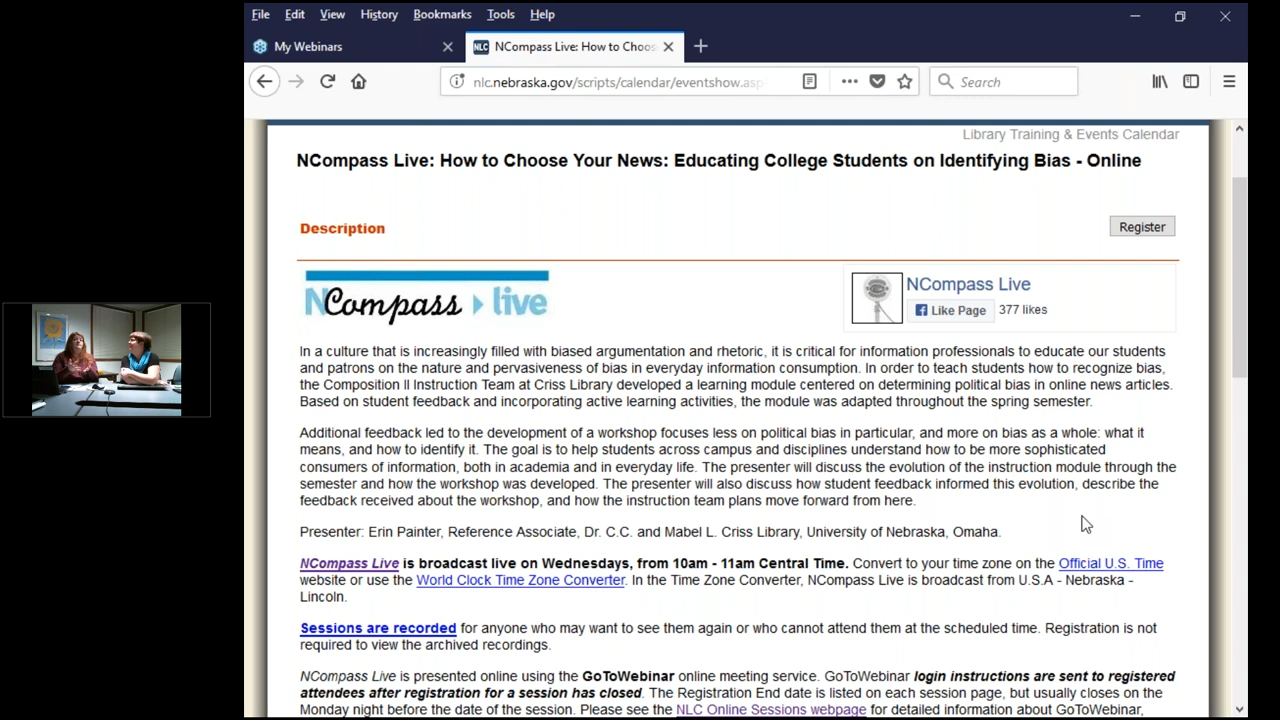 File Edit View History Bookmarks Tools Help
My Webinars
NLC NCompass Live: How to Choos
nlc.nebraska.gov/scripts/calendar/eventshow.asp
Search
Library Training & Events Calendar
NCompass Live: How to Choose Your News: Educating College Students on Identifying Bias - Online
Description
Register
NCompass live
NCompass Live
Like Page 377 likes
In a culture that is increasingly filled with biased argumentation and rhetoric, it is critical for information professionals to educate our students
and patrons on the nature and pervasiveness of bias in everyday information consumption. In order to teach students how to recognize bias,
the Composition II Instruction Team at Criss Library developed a learning module centered on determining political bias in online news articles.
Based on student feedback and incorporating active learning activities, the module was adapted throughout the spring semester.
Additional feedback led to the development of a workshop focuses less on political bias in particular, and more on bias as a whole: what it
means, and how to identify it. The goal is to help students across campus and disciplines understand how to be more sophisticated
consumers of information, both in academia and in everyday life. The presenter will discuss the evolution of the instruction module through the
semester and how the workshop was developed. The presenter will also discuss how student feedback informed this evolution, describe the
feedback received about the workshop, and how the instruction team plans move forward from here.
Presenter: Erin Painter, Reference Associate, Dr. C.C. and Mabel L. Criss Library, University of Nebraska, Omaha.
NCompass Live is broadcast live on Wednesdays, from 10am - 11am Central Time. Convert to your time zone on the Official U.S. Time
website or use the World Clock Time Zone Converter. In the Time Zone Converter, NCompass Live is broadcast from U.S.A - Nebraska -
Lincoln.
Sessions are recorded for anyone who may want to see them again or who cannot attend them at the scheduled time. Registration is not
required to view the archived recordings.
NCompass Live is presented online using the GoToWebinar online meeting service. GoToWebinar login instructions are sent to registered
attendees after registration for a session has closed. The Registration End date is listed on each session page, but usually closes on the
Monday night before the date of the session. Please see the NLC Online Sessions webpage for detailed information about GoToWebinar,